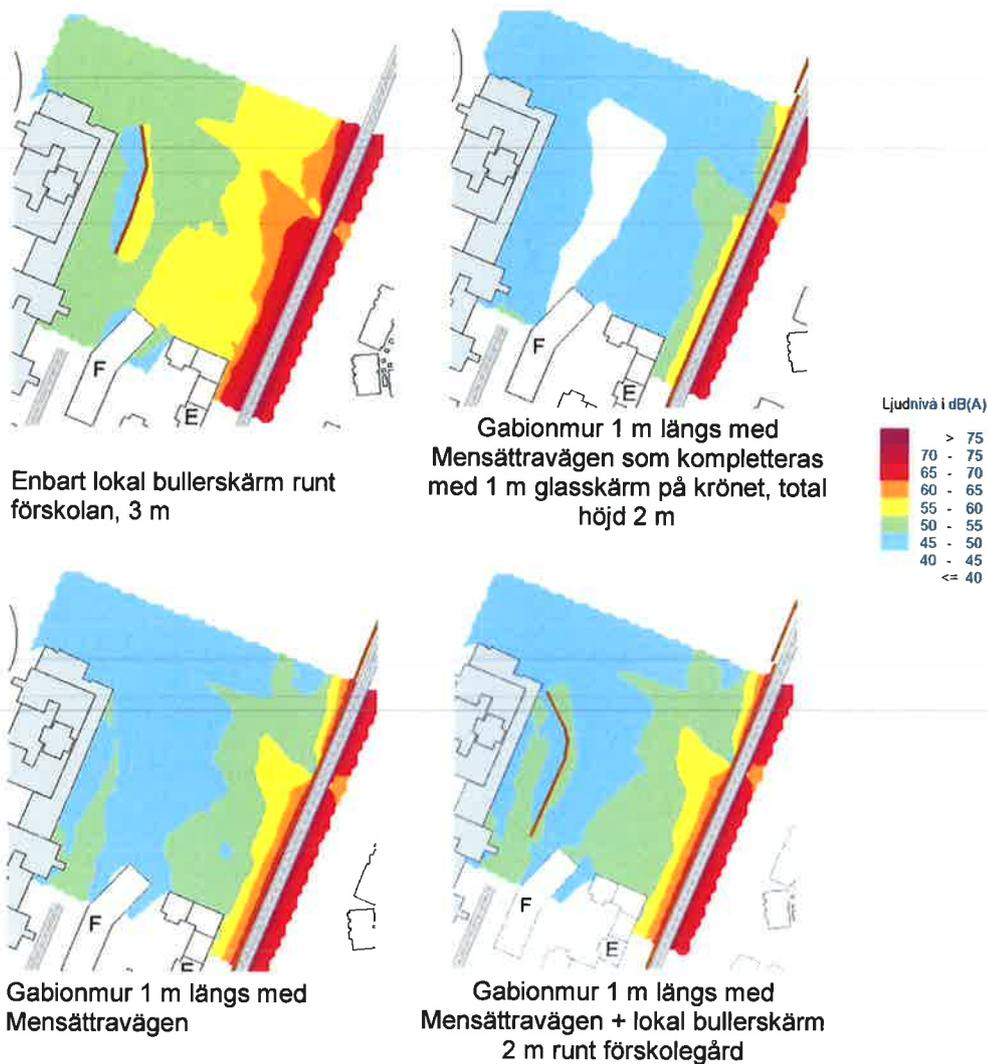 F
E
Enbart lokal bullerskärm runt
förskolan, 3 m
F
E
Gabionmur 1 m längs med
Mensättravägen som kompletteras
med 1 m glasskärm på krönet, total
höjd 2 m
Ljudnivå i dB(A)
> 75
70 - 75
65 - 70
60 - 65
55 - 60
50 - 55
45 - 50
40 - 45
<= 40
F
E
Gabionmur 1 m längs med
Mensättravägen
F
E
Gabionmur 1 m längs med
Mensättravägen + lokal bullerskärm
2 m runt förskolegård